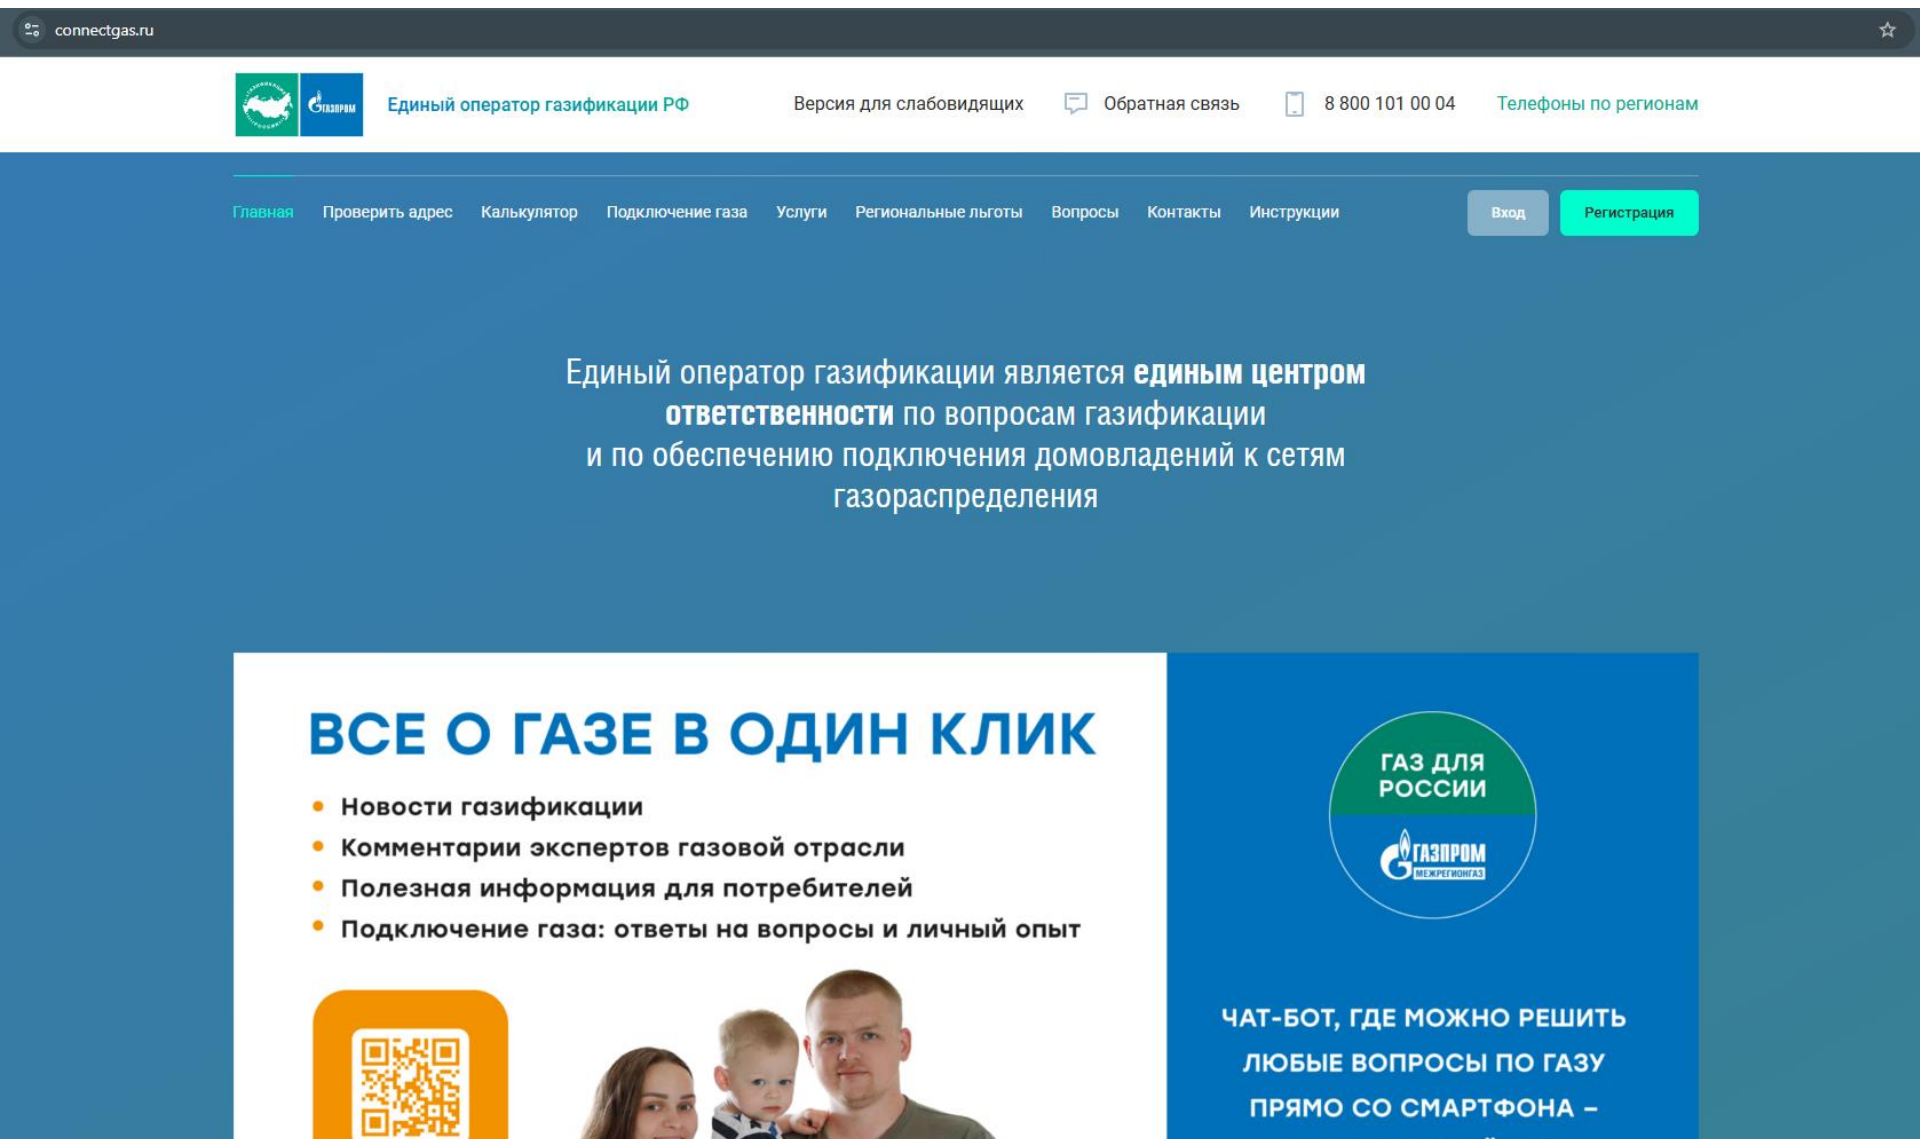 connectgas.ru
ГАЗПРОМ
Единый оператор газификации РФ
Версия для слабовидящих
Обратная связь
8 800 101 00 04
Телефоны по регионам
Главная
Проверить адрес
Калькулятор
Подключение газа
Услуги
Региональные льготы
Вопросы
Контакты
Инструкции
Вход
Регистрация
Единый оператор газификации является единым центром
ответственности по вопросам газификации
и по обеспечению подключения домовладений к сетям
газораспределения
ВСЕ О ГАЗЕ В ОДИН КЛИК
• Новости газификации
• Комментарии экспертов газовой отрасли
• Полезная информация для потребителей
• Подключение газа: ответы на вопросы и личный опыт
ГАЗ ДЛЯ
РОССИИ
ГАЗПРОМ
МЕЖРЕГИОНГАЗ
ЧАТ-БОТ, ГДЕ МОЖНО РЕШИТЬ
ЛЮБЫЕ ВОПРОСЫ ПО ГАЗУ
ПРЯМО СО СМАРТФОНА –